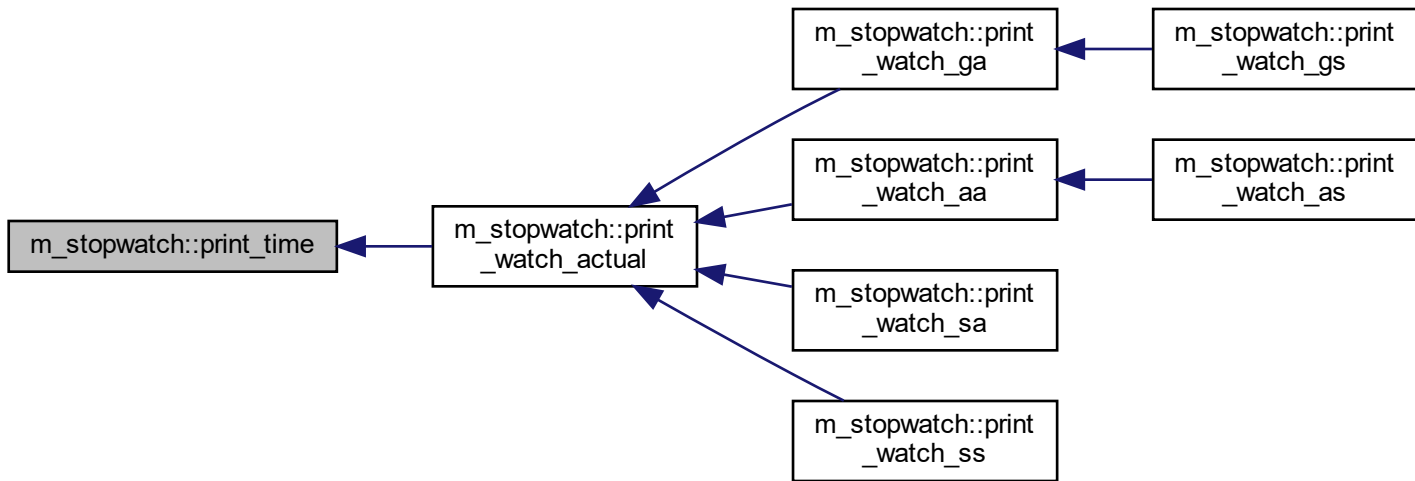 m_stopwatch::print_time
m_stopwatch::print
_watch_actual
m_stopwatch::print
_watch_ga
m_stopwatch::print
_watch_gs
m_stopwatch::print
_watch_aa
m_stopwatch::print
_watch_as
m_stopwatch::print
_watch_sa
m_stopwatch::print
_watch_ss